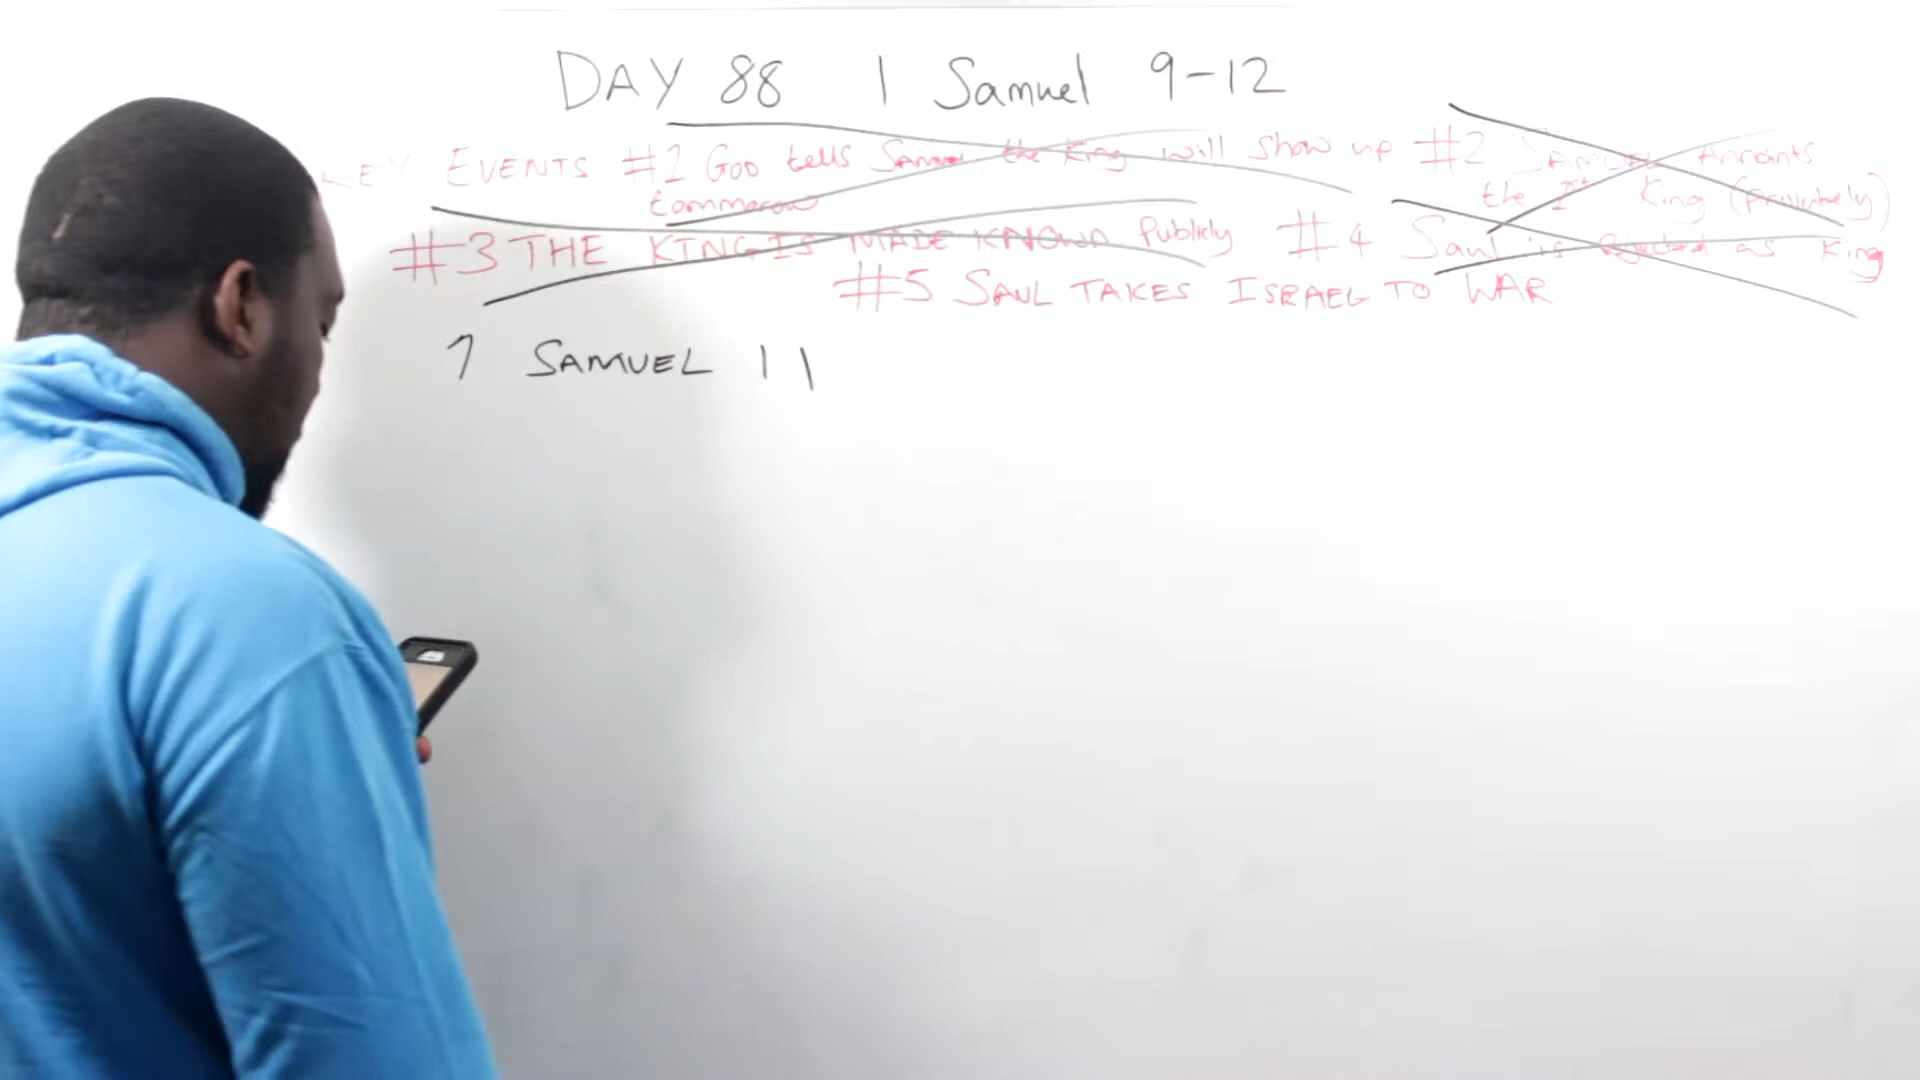 DAY 88 1 Samuel 9-12
KEY EVENTS #1 GOD tells Samuel the King will show up #2 SAMUEL Annoints
tommorow the 1st King (privately)
#3 THE KING IS MADE KNOWN Publicly #4 Saul is Rejected as King
#5 SAUL TAKES ISRAEL TO WAR
1 SAMUEL 11